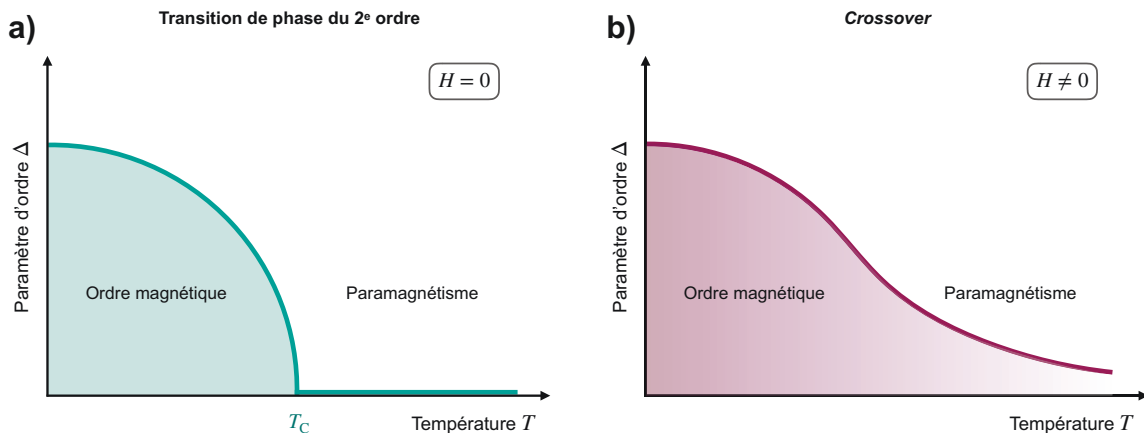 a)
Transition de phase du 2ᵉ ordre
H = 0
Paramètre d'ordre Δ
Ordre magnétique
Paramagnétisme
T_C
Température T
b)
Crossover
H ≠ 0
Paramètre d'ordre Δ
Ordre magnétique
Paramagnétisme
Température T